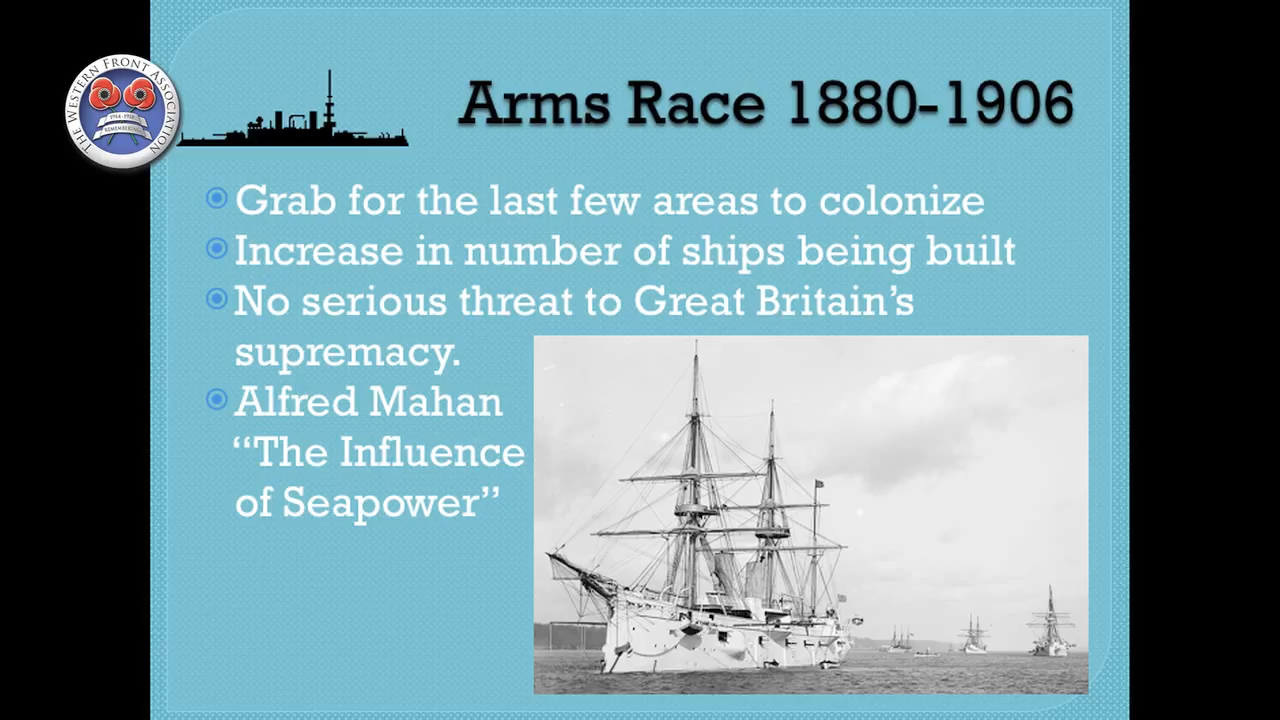 THE WESTERN FRONT ASSOCIATION
1914-1918
REMEMBERING
Arms Race 1880-1906
Grab for the last few areas to colonize
Increase in number of ships being built
No serious threat to Great Britain’s
supremacy.
Alfred Mahan
“The Influence
of Seapower”